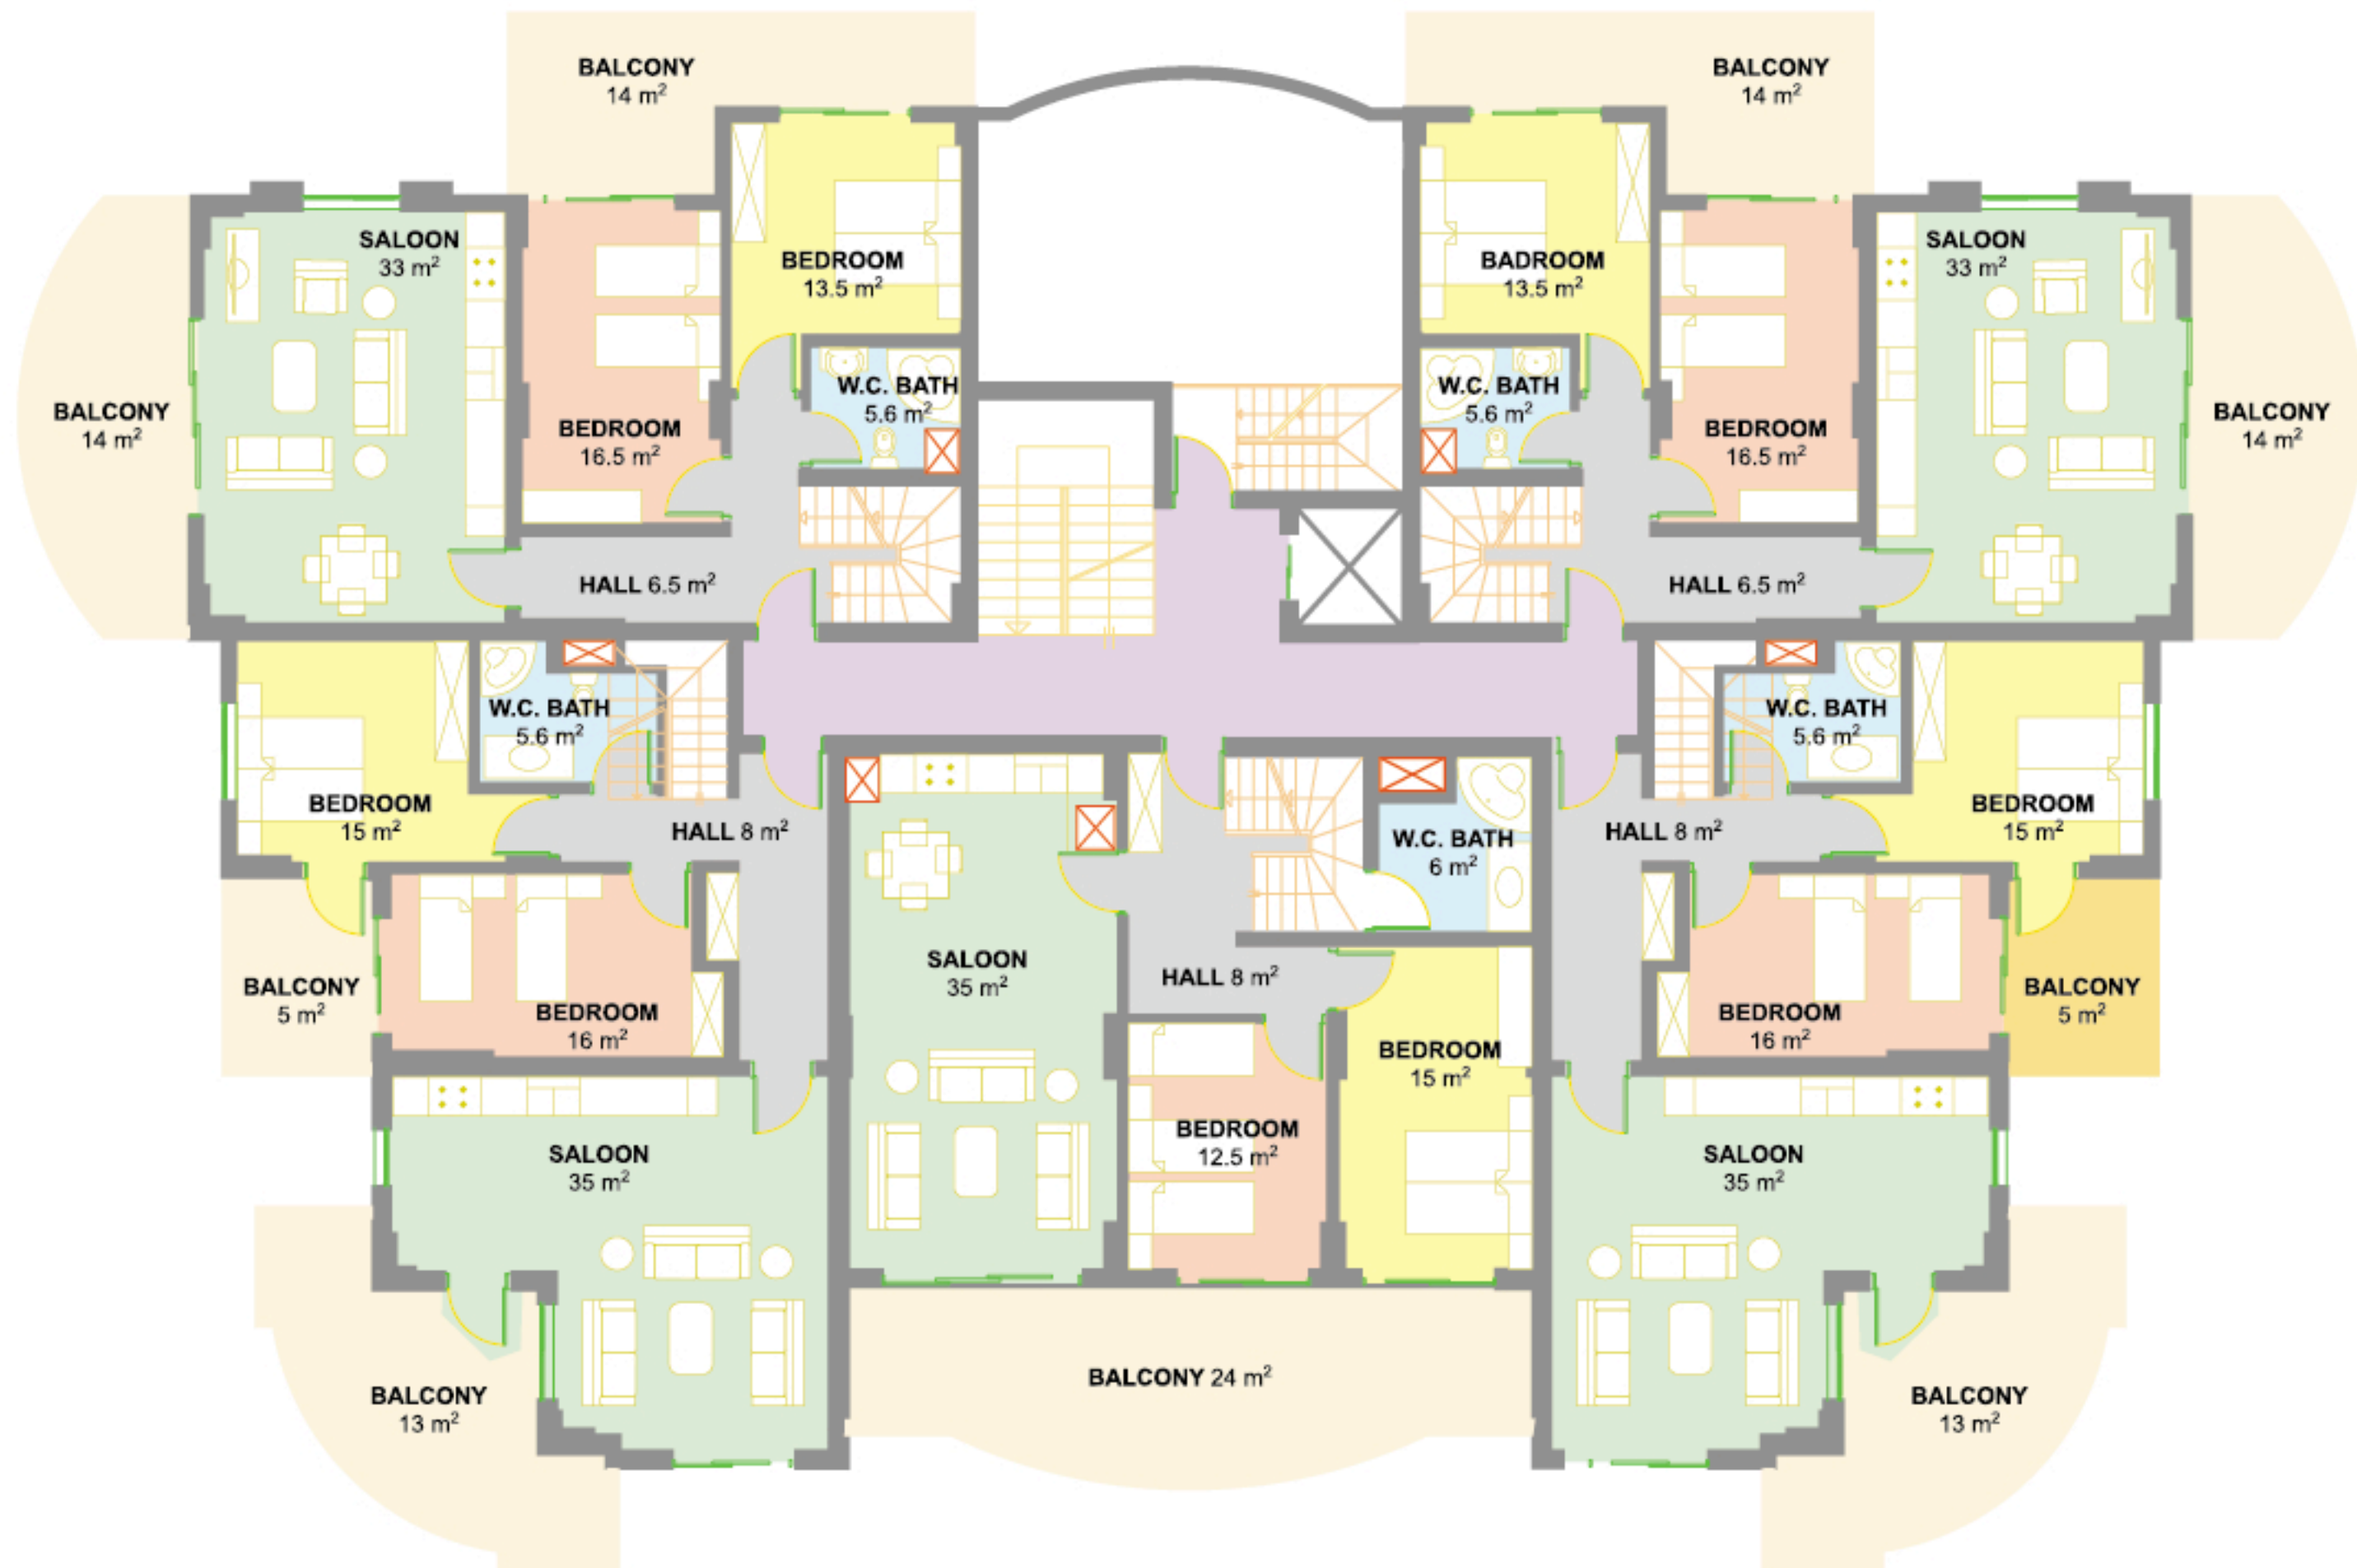 BALCONY
14 m²
BALCONY
14 m²
SALOON
33 m²
BEDROOM
13.5 m²
BADROOM
13.5 m²
SALOON
33 m²
BALCONY
14 m²
BEDROOM
16.5 m²
W.C. BATH
5.6 m²
W.C. BATH
5.6 m²
BEDROOM
16.5 m²
BALCONY
14 m²
HALL 6.5 m²
HALL 6.5 m²
W.C. BATH
5.6 m²
W.C. BATH
5.6 m²
BEDROOM
15 m²
HALL 8 m²
W.C. BATH
6 m²
HALL 8 m²
BEDROOM
15 m²
BALCONY
5 m²
BEDROOM
16 m²
SALOON
35 m²
HALL 8 m²
BEDROOM
16 m²
BALCONY
5 m²
BEDROOM
15 m²
SALOON
35 m²
BEDROOM
12.5 m²
SALOON
35 m²
BALCONY
13 m²
BALCONY 24 m²
BALCONY
13 m²